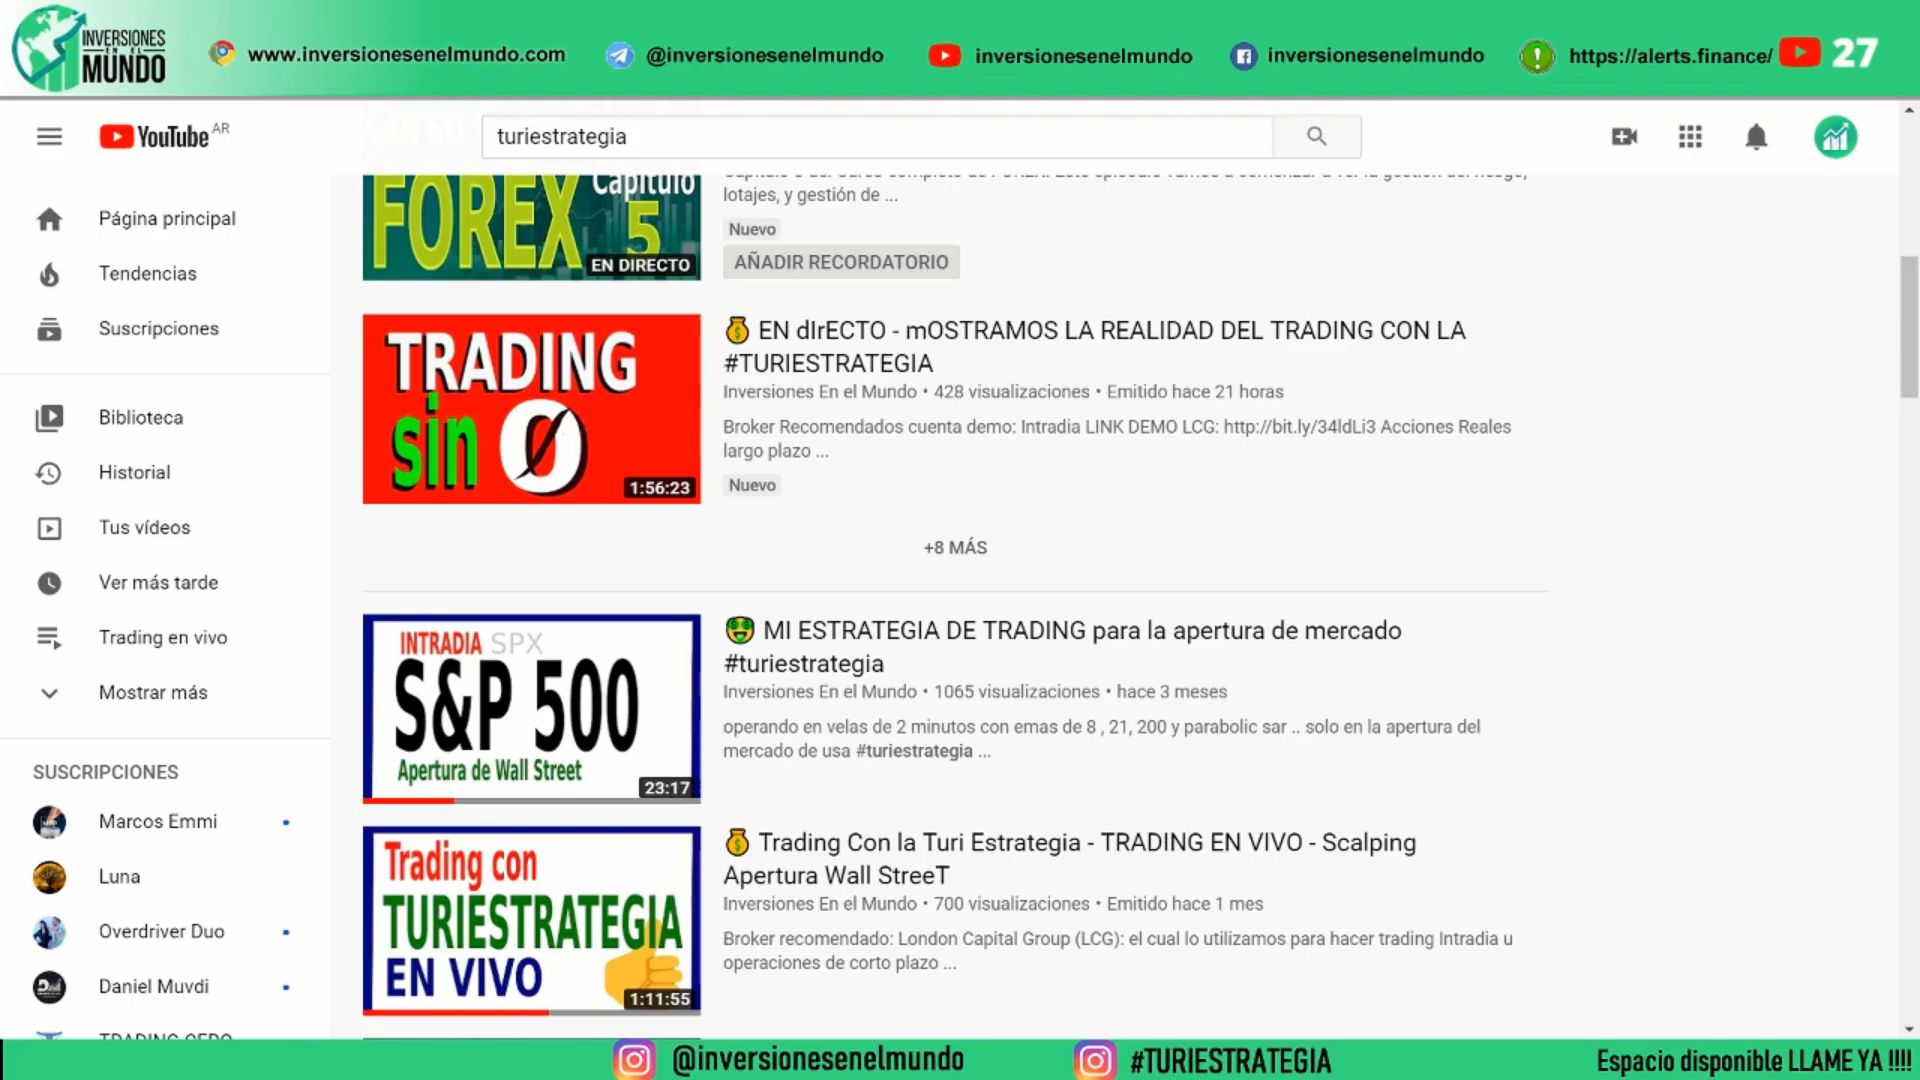 INVERSIONES
EN EL
MUNDO
www.inversionesenelmundo.com
@inversionesenelmundo
inversionesenelmundo
inversionesenelmundo
https://alerts.finance/
27
YouTube AR
turiestrategia
Página principal
Tendencias
Suscripciones
Biblioteca
Historial
Tus vídeos
Ver más tarde
Trading en vivo
Mostrar más
SUSCRIPCIONES
Marcos Emmi
Luna
Overdriver Duo
Daniel Muvdi
Capítulo
FOREX 5
EN DIRECTO
lotajes, y gestión de ...
Nuevo
AÑADIR RECORDATORIO
TRADING
sin 0
1:56:23
EN dIrECTO - mOSTRAMOS LA REALIDAD DEL TRADING CON LA
#TURIESTRATEGIA
Inversiones En el Mundo • 428 visualizaciones • Emitido hace 21 horas
Broker Recomendados cuenta demo: Intradia LINK DEMO LCG: http://bit.ly/34ldLi3 Acciones Reales
largo plazo ...
Nuevo
+8 MÁS
INTRADIA SPX
S&P 500
Apertura de Wall Street
23:17
MI ESTRATEGIA DE TRADING para la apertura de mercado
#turiestrategia
Inversiones En el Mundo • 1065 visualizaciones • hace 3 meses
operando en velas de 2 minutos con emas de 8 , 21, 200 y parabolic sar .. solo en la apertura del
mercado de usa #turiestrategia ...
Trading con
TURIESTRATEGIA
EN VIVO
1:11:55
Trading Con la Turi Estrategia - TRADING EN VIVO - Scalping
Apertura Wall StreeT
Inversiones En el Mundo • 700 visualizaciones • Emitido hace 1 mes
Broker recomendado: London Capital Group (LCG): el cual lo utilizamos para hacer trading Intradia u
operaciones de corto plazo ...
@inversionesenelmundo
#TURIESTRATEGIA
Espacio disponible LLAME YA !!!!